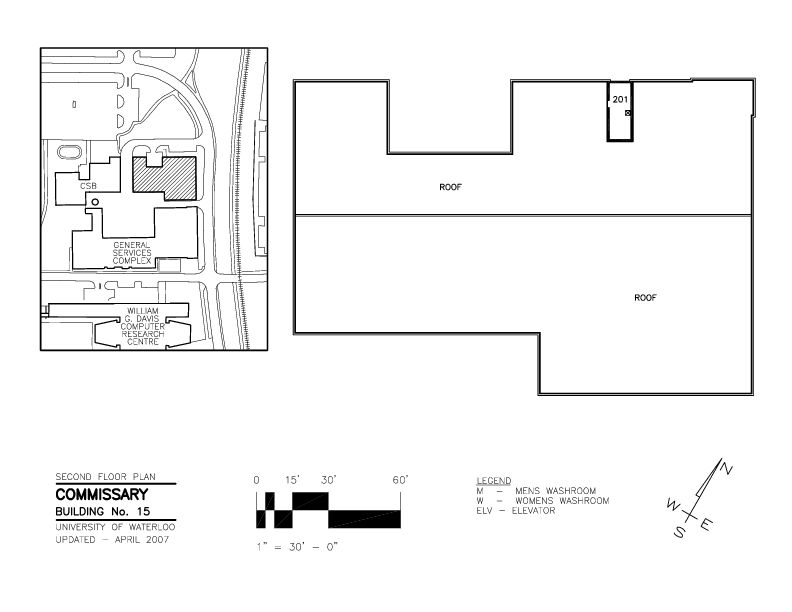 CSB
GENERAL
SERVICES
COMPLEX
WILLIAM
G. DAVIS
COMPUTER
RESEARCH
CENTRE
201
ROOF
ROOF
SECOND FLOOR PLAN
COMMISSARY
BUILDING No. 15
UNIVERSITY OF WATERLOO
UPDATED – APRIL 2007
0 15' 30' 60'
1" = 30' – 0"
LEGEND
M – MENS WASHROOM
W – WOMENS WASHROOM
ELV – ELEVATOR
N
W
E
S